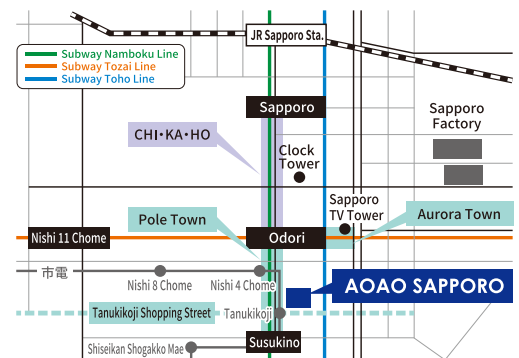 JR Sapporo Sta.
Subway Namboku Line
Subway Tozai Line
Subway Toho Line
Sapporo
Sapporo
Factory
CHI・KA・HO
Clock
Tower
Sapporo
TV Tower
Aurora Town
Pole Town
Nishi 11 Chome
Odori
市電
Nishi 8 Chome
Nishi 4 Chome
AOAO SAPPORO
Tanukikoji Shopping Street
Tanukikoji
Susukino
Shiseikan Shogakko Mae